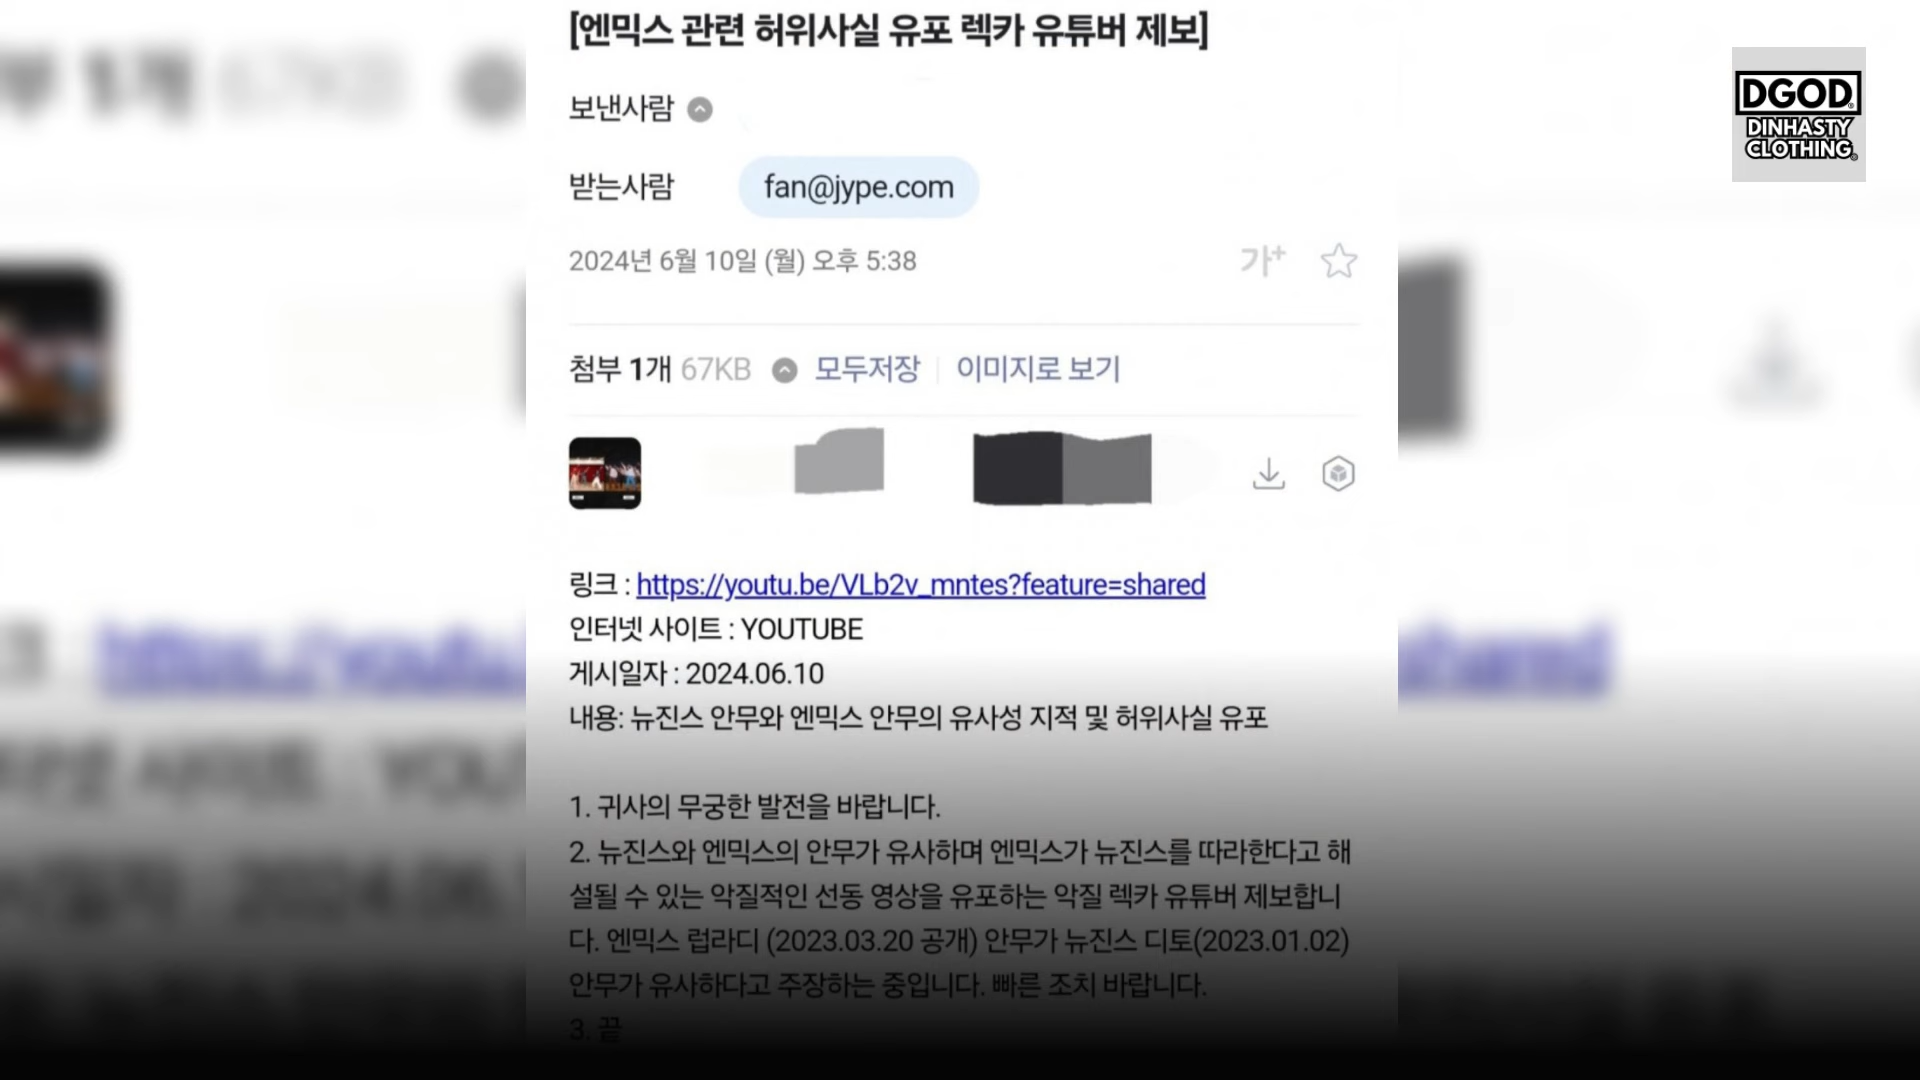 [엔믹스 관련 허위사실 유포 렉카 유튜버 제보]
DGOD
DINHASTY
CLOTHING
보낸사람
받는사람 fan@jype.com
2024년 6월 10일 (월) 오후 5:38
가+
첨부 1개 67KB 모두저장 이미지로 보기
링크 : https://youtu.be/VLb2v_mntes?feature=shared
인터넷 사이트 : YOUTUBE
게시일자 : 2024.06.10
내용: 뉴진스 안무와 엔믹스 안무의 유사성 지적 및 허위사실 유포
1. 귀사의 무궁한 발전을 바랍니다.
2. 뉴진스와 엔믹스의 안무가 유사하며 엔믹스가 뉴진스를 따라한다고 해
설될 수 있는 악질적인 선동 영상을 유포하는 악질 렉카 유튜버 제보합니
다. 엔믹스 럽라디 (2023.03.20 공개) 안무가 뉴진스 디토(2023.01.02)
안무가 유사하다고 주장하는 중입니다. 빠른 조치 바랍니다.
3. 끝